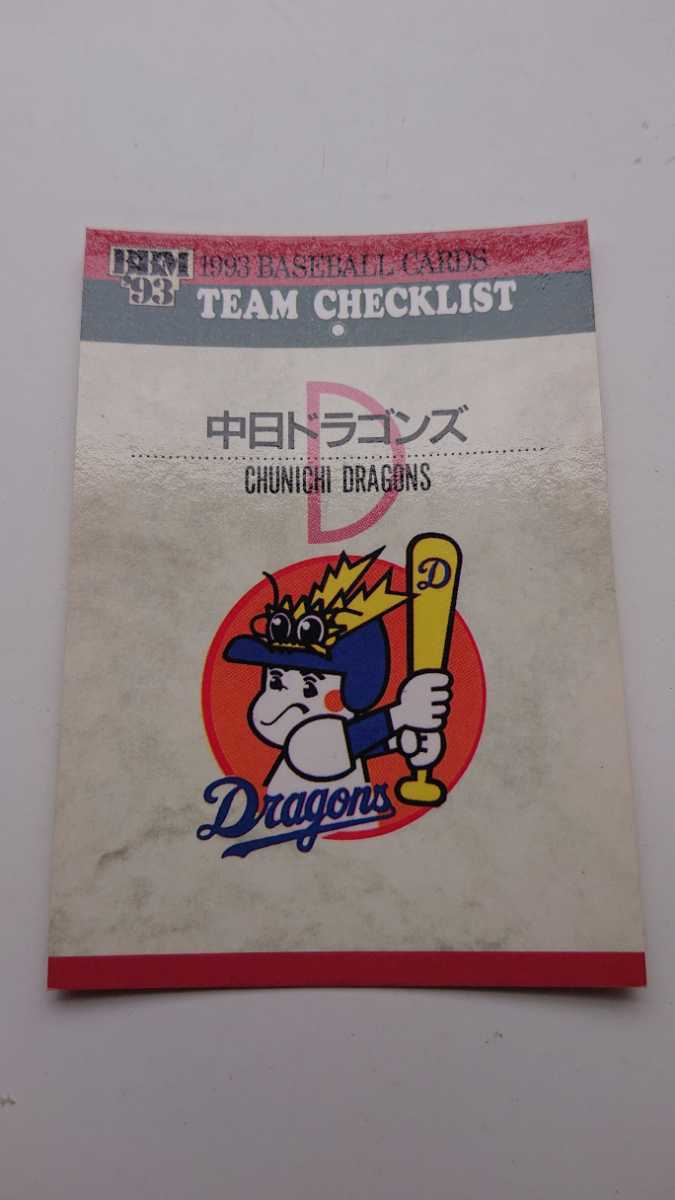 BBM 1993 BASEBALL CARDS
'93 TEAM CHECKLIST
中日ドラゴンズ
D
CHUNICHI DRAGONS
D
Dragons